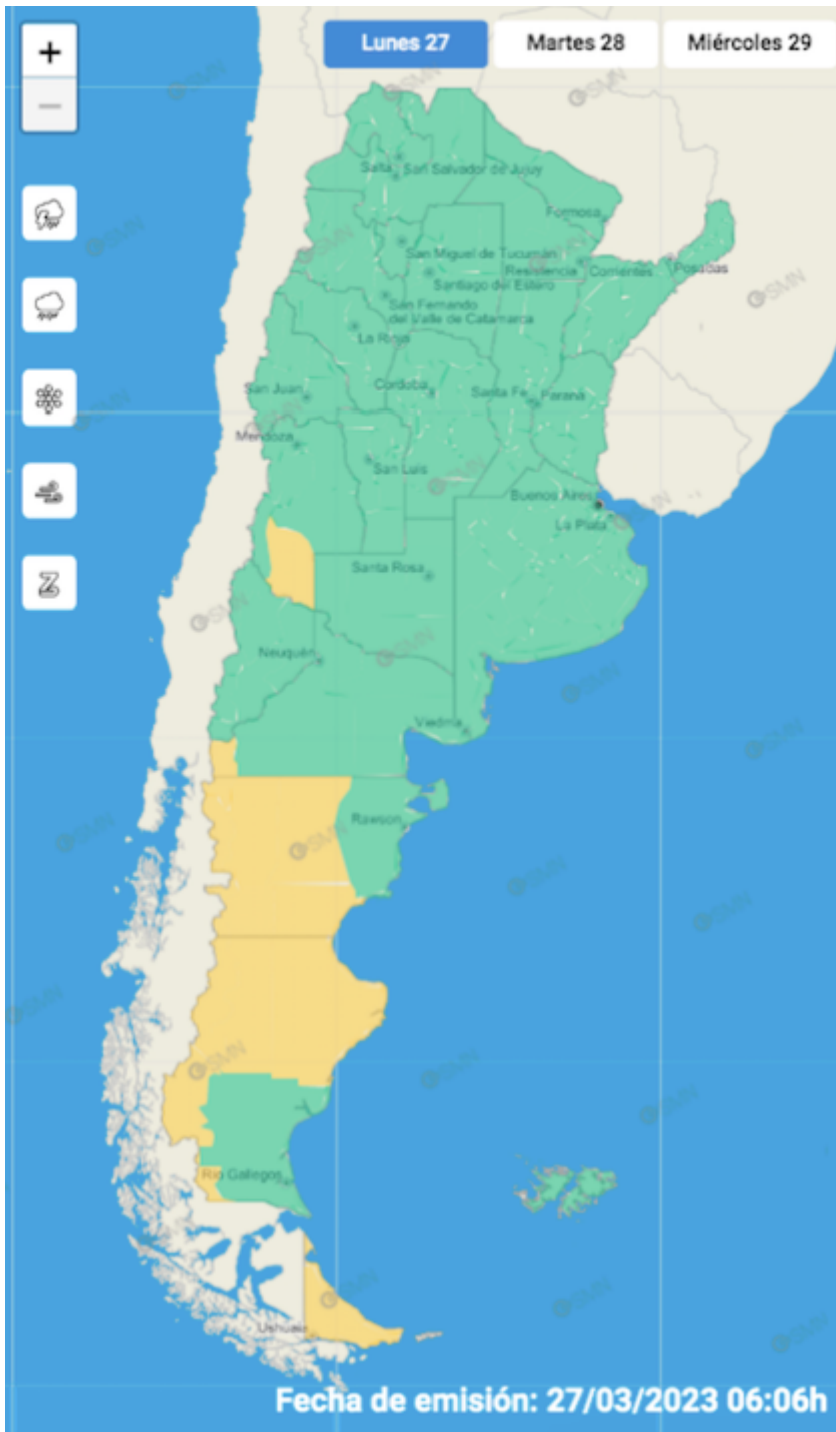 +
Lunes 27
Martes 28
Miércoles 29
−
SMN
Salta
San Salvador de Jujuy
Formosa
San Miguel de Tucumán
Resistencia
Corrientes
Posadas
Santiago del Estero
San Fernando
del Valle de Catamarca
La Rioja
San Juan
Córdoba
Santa Fe
Paraná
Mendoza
San Luis
Buenos Aires
La Plata
Santa Rosa
Neuquén
Viedma
Rawson
Río Gallegos
Ushuaia
Fecha de emisión: 27/03/2023 06:06h